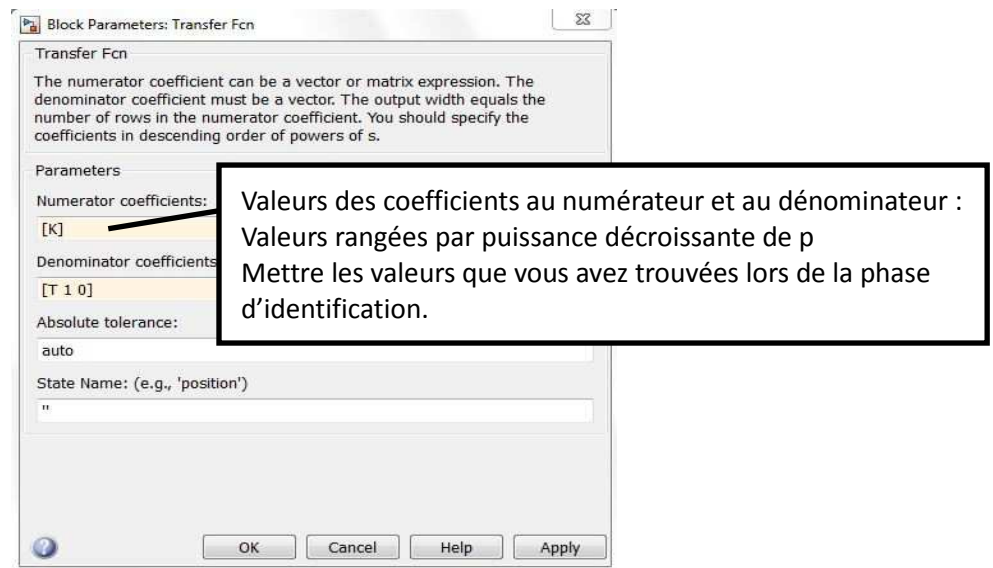 Block Parameters: Transfer Fcn
Transfer Fcn
The numerator coefficient can be a vector or matrix expression. The
denominator coefficient must be a vector. The output width equals the
number of rows in the numerator coefficient. You should specify the
coefficients in descending order of powers of s.
Parameters
Numerator coefficients:
[K]
Denominator coefficients
[T 1 0]
Absolute tolerance:
auto
State Name: (e.g., 'position')
''
Valeurs des coefficients au numérateur et au dénominateur :
Valeurs rangées par puissance décroissante de p
Mettre les valeurs que vous avez trouvées lors de la phase
d’identification.
OK Cancel Help Apply